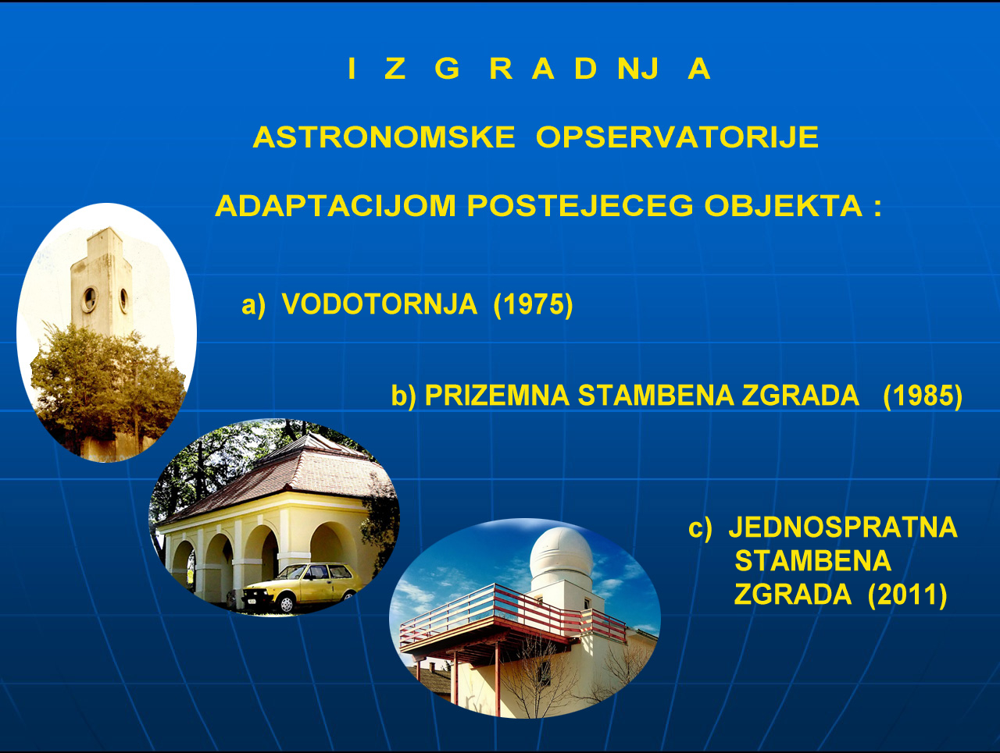 I Z G R A D NJ A
ASTRONOMSKE OPSERVATORIJE
ADAPTACIJOM POSTEJECEG OBJEKTA :
a) VODOTORNJA (1975)
b) PRIZEMNA STAMBENA ZGRADA (1985)
c) JEDNOSPRATNA
STAMBENA
ZGRADA (2011)